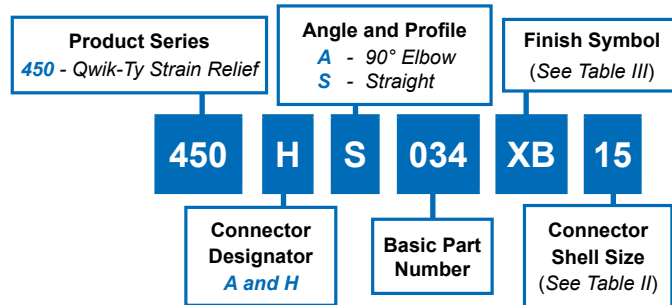 Product Series
450 - Qwik-Ty Strain Relief
Angle and Profile
A - 90° Elbow
S - Straight
Finish Symbol
(See Table III)
450 H S 034 XB 15
Connector
Designator
A and H
Basic Part
Number
Connector
Shell Size
(See Table II)